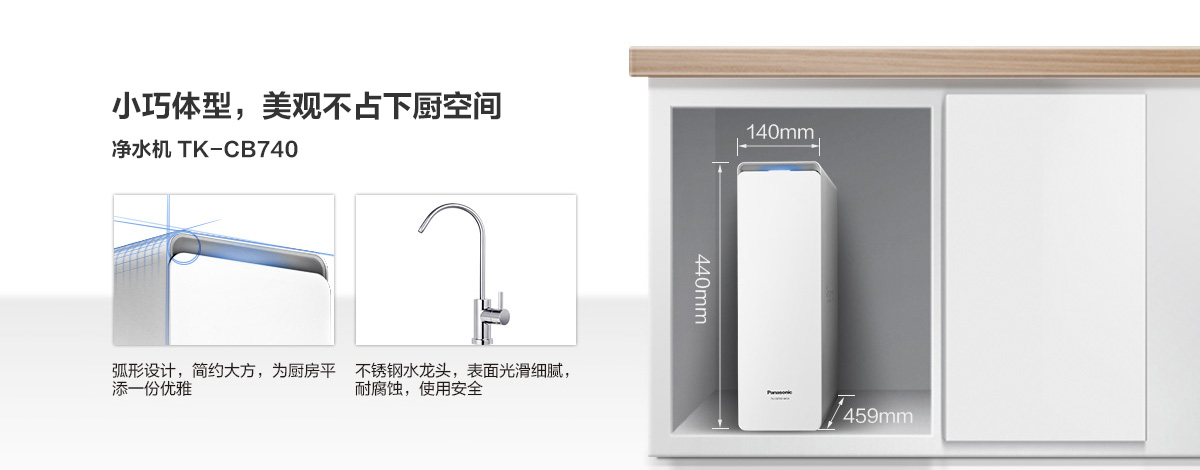 小巧体型，美观不占下厨空间
净水机 TK-CB740
弧形设计，简约大方，为厨房平
添一份优雅
不锈钢水龙头，表面光滑细腻，
耐腐蚀，使用安全
140mm
440mm
459mm
Panasonic